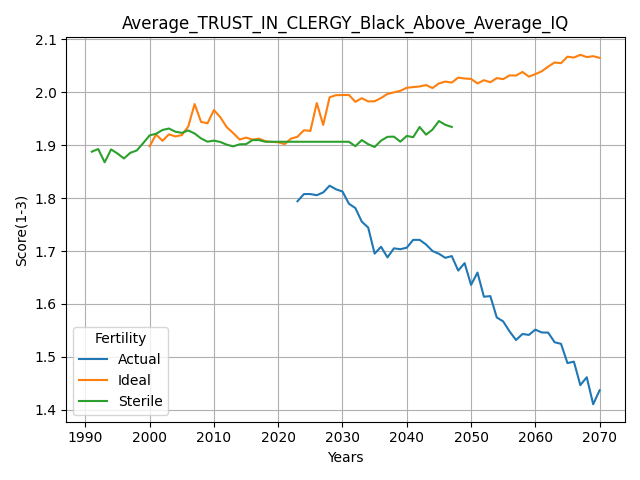 Average_TRUST_IN_CLERGY_Black_Above_Average_IQ
Score(1-3)
2.1
2.0
1.9
1.8
1.7
1.6
1.5
1.4
Fertility
Actual
Ideal
Sterile
1990 2000 2010 2020 2030 2040 2050 2060 2070
Years